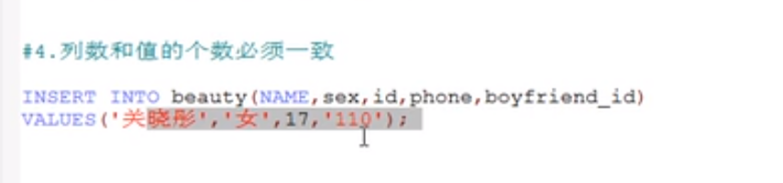 #4.列数和值的个数必须一致
INSERT INTO beauty(NAME,sex,id,phone,boyfriend_id)
VALUES('关晓彤','女',17,'110');